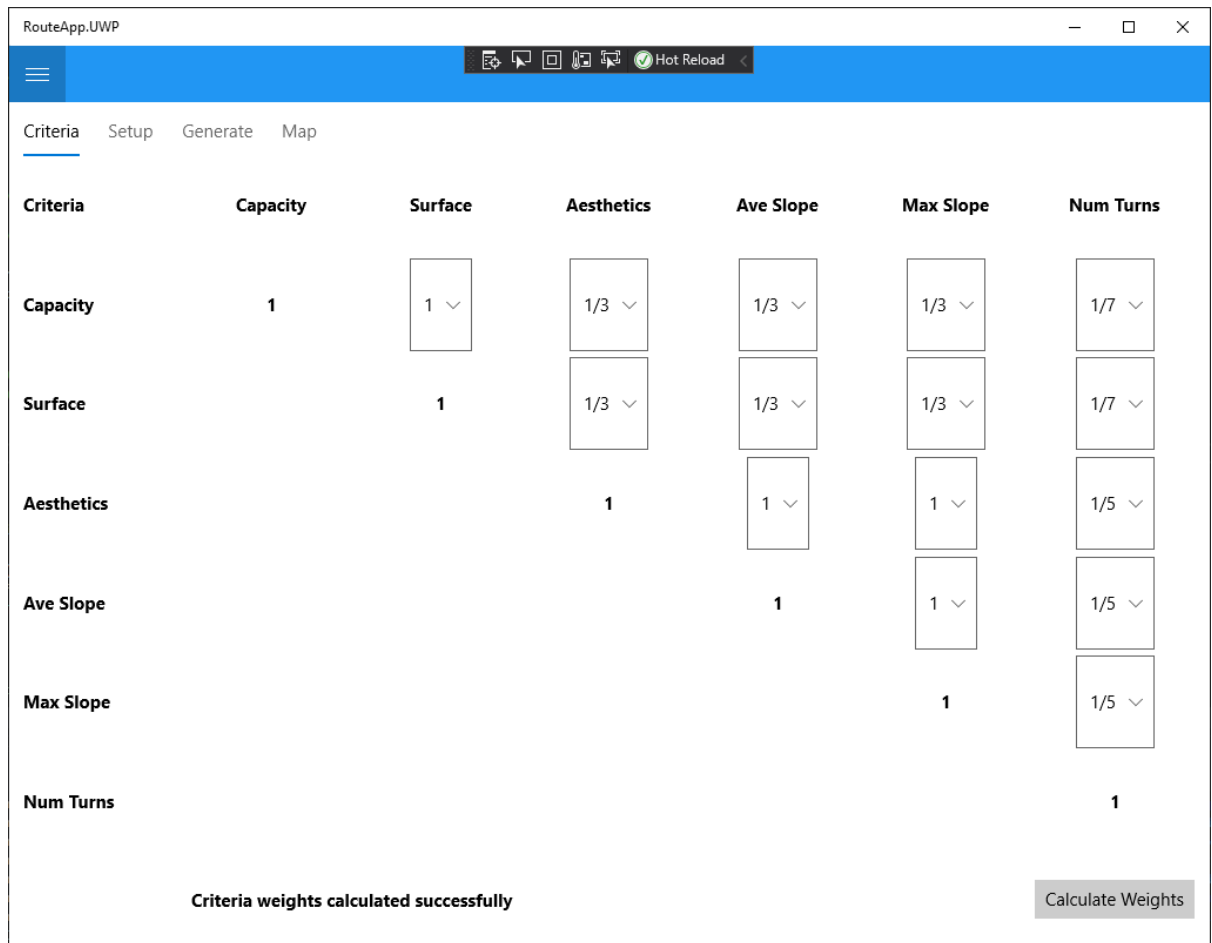 RouteApp.UWP
Hot Reload
Criteria Setup Generate Map
Criteria Capacity Surface Aesthetics Ave Slope Max Slope Num Turns
Capacity 1 1 1/3 1/3 1/3 1/7
Surface 1 1/3 1/3 1/3 1/7
Aesthetics 1 1 1 1/5
Ave Slope 1 1 1/5
Max Slope 1 1/5
Num Turns 1
Criteria weights calculated successfully Calculate Weights